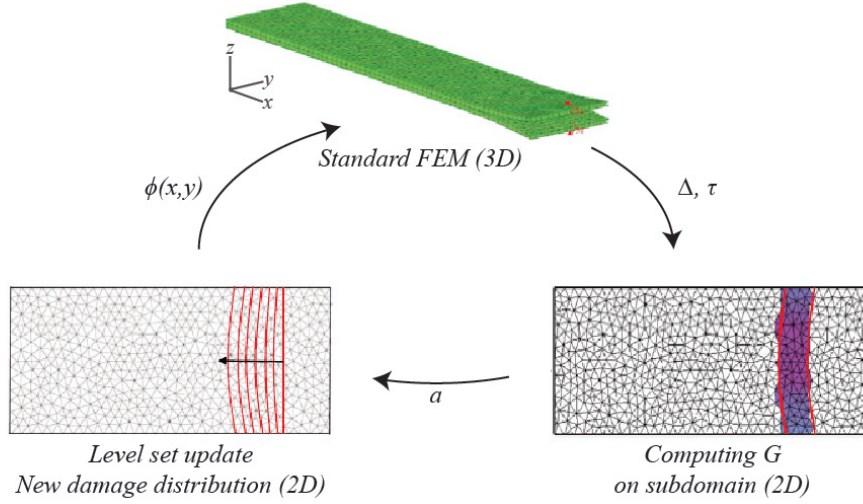 z
y
x
Standard FEM (3D)
ϕ(x,y)
Δ, τ
a
Level set update
New damage distribution (2D)
Computing G
on subdomain (2D)